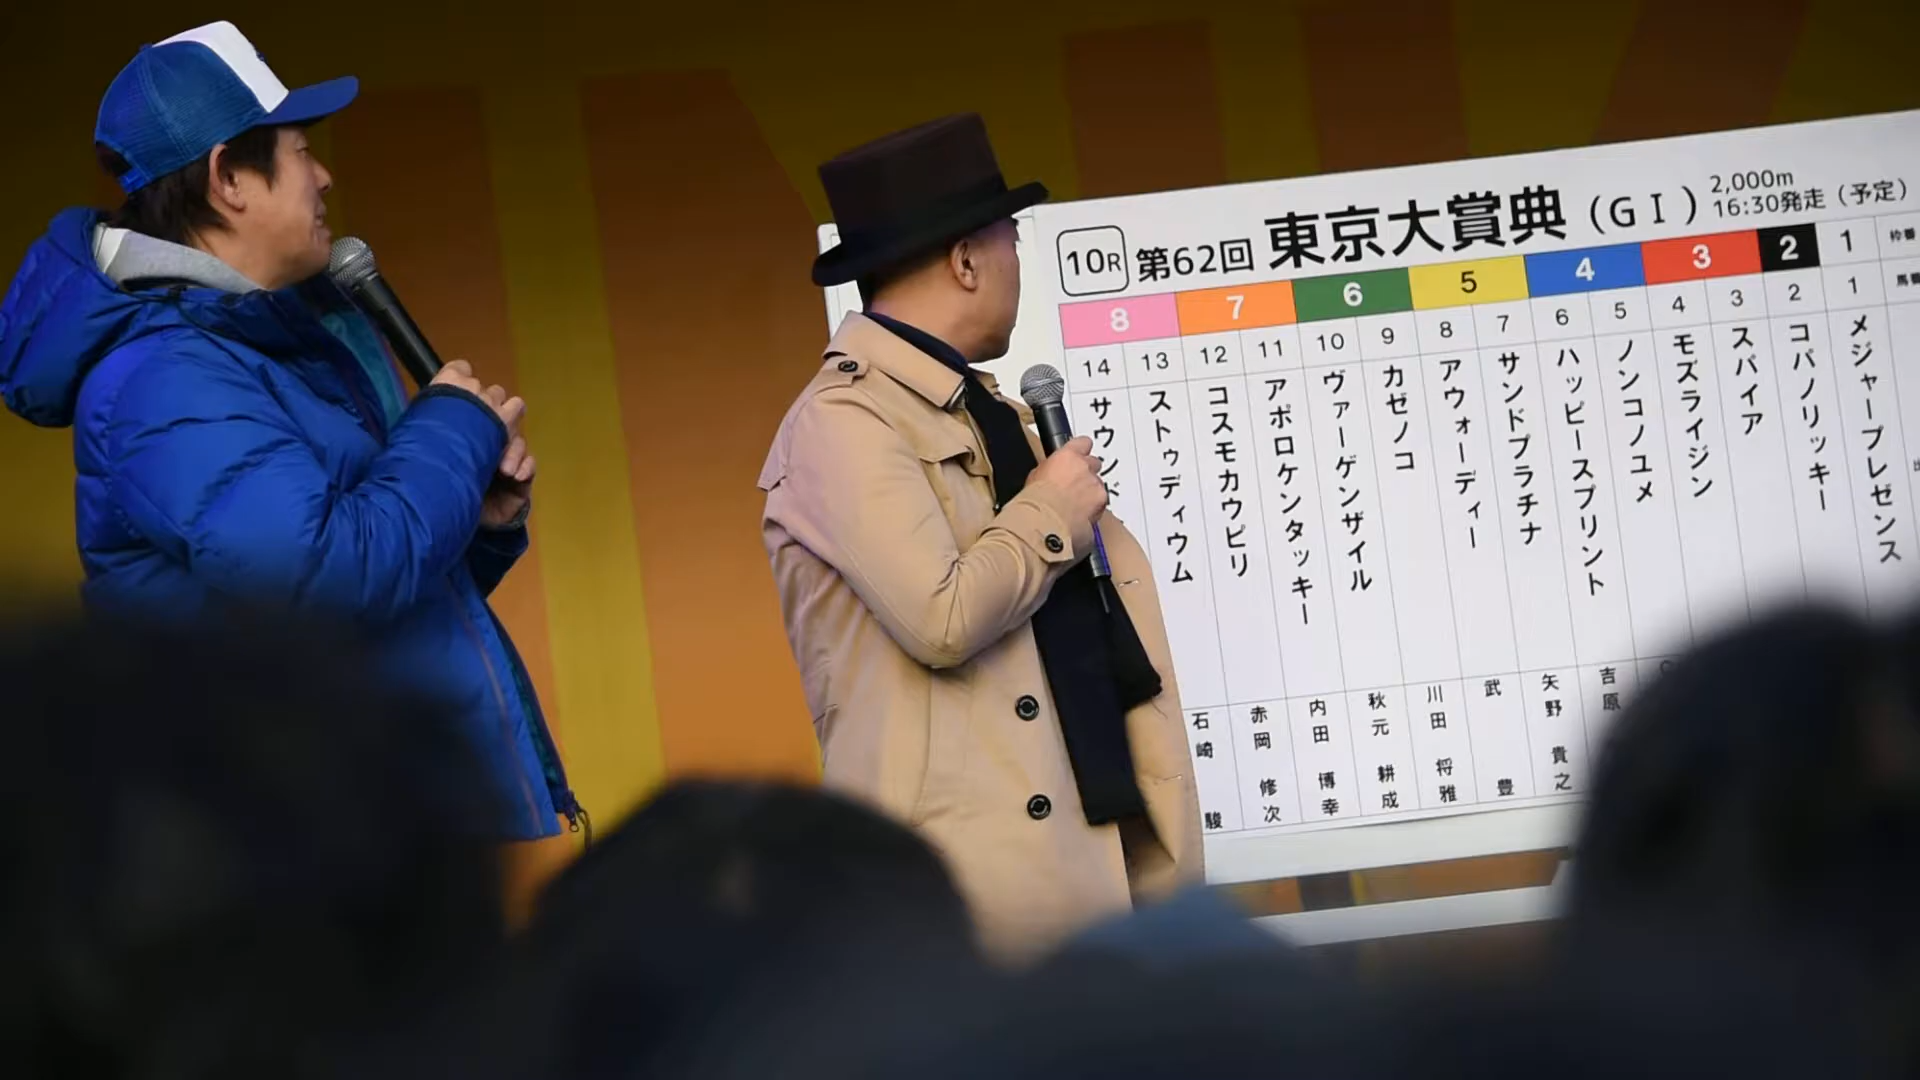 10R 第62回 東京大賞典(GⅠ) 2,000m
16:30発走(予定)
8 7 6 5 4 3 2 1 枠番
14 13 12 11 10 9 8 7 6 5 4 3 2 1
メジャープレゼンス
コパノリッキー
スパイア
モズライジン
ノンコノユメ
ハッピースプリント
サンドプラチナ
アウォーディー
カゼノコ
ヴァーゲンザイル
アポロケンタッキー
コスモカウピリ
ストゥディウム
サウンド
吉原
矢野 貴之
武 豊
川田 将雅
秋元 耕成
内田 博幸
赤岡 修次
石崎 駿